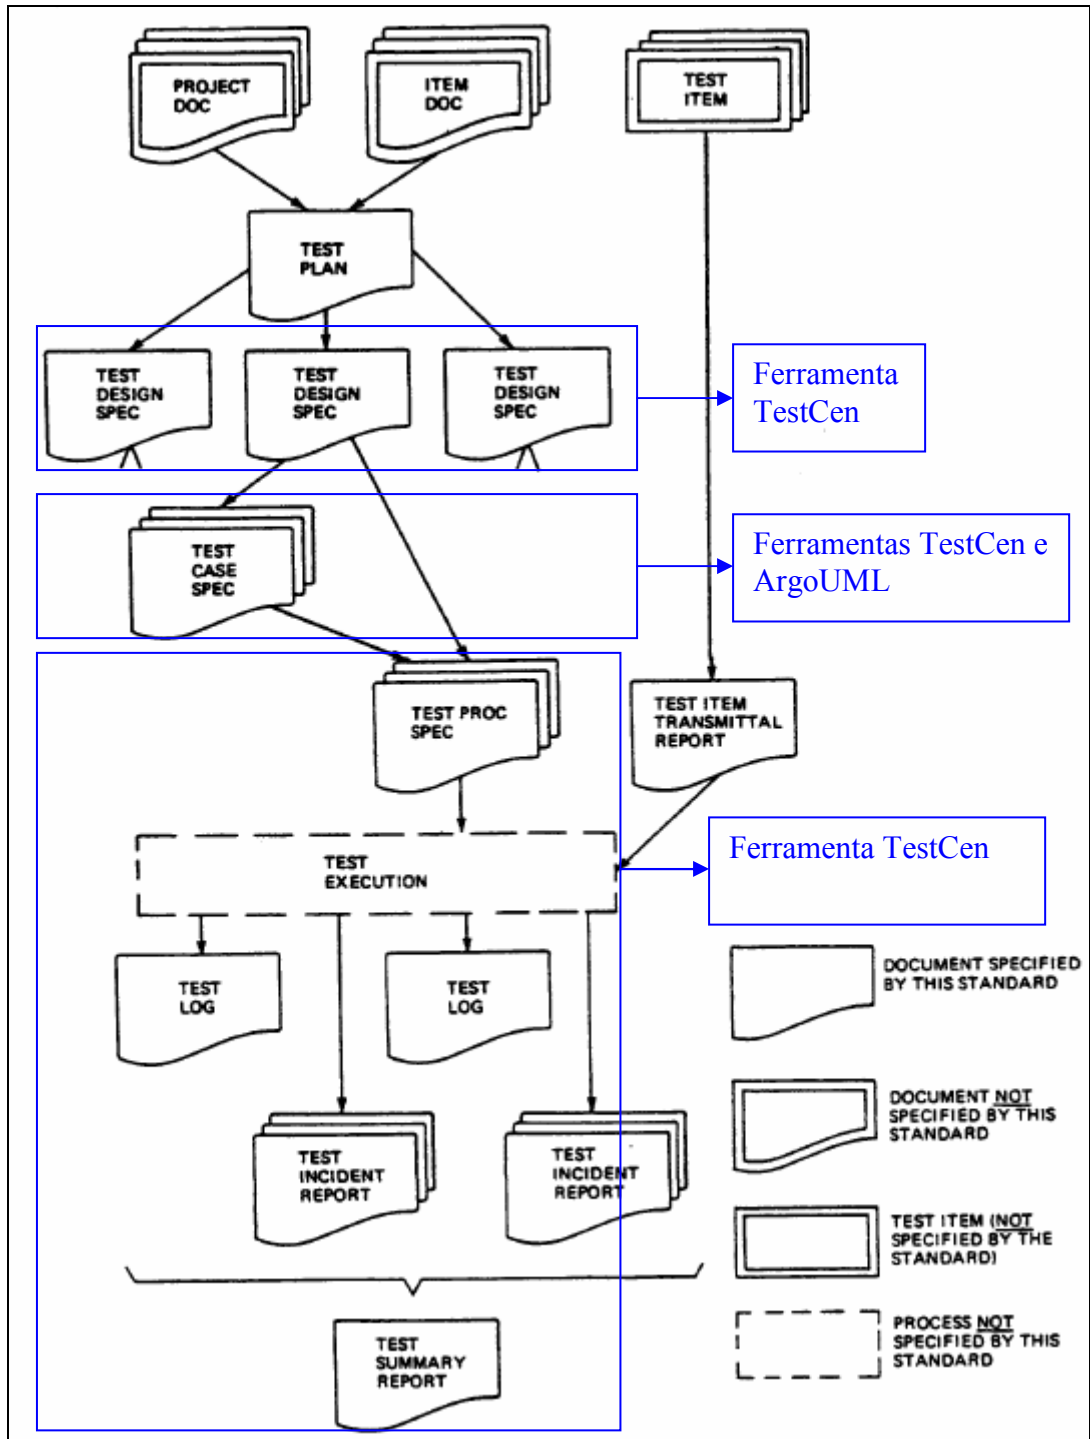 PROJECT
DOC
ITEM
DOC
TEST
ITEM
TEST
PLAN
TEST
DESIGN
SPEC
TEST
DESIGN
SPEC
TEST
DESIGN
SPEC
Ferramenta
TestCen
TEST
CASE
SPEC
Ferramentas TestCen e
ArgoUML
TEST PROC
SPEC
TEST ITEM
TRANSMITTAL
REPORT
TEST
EXECUTION
Ferramenta TestCen
TEST
LOG
TEST
LOG
DOCUMENT SPECIFIED
BY THIS STANDARD
TEST
INCIDENT
REPORT
TEST
INCIDENT
REPORT
DOCUMENT NOT
SPECIFIED BY THIS
STANDARD
TEST ITEM (NOT
SPECIFIED BY THE
STANDARD)
TEST
SUMMARY
REPORT
PROCESS NOT
SPECIFIED BY THIS
STANDARD